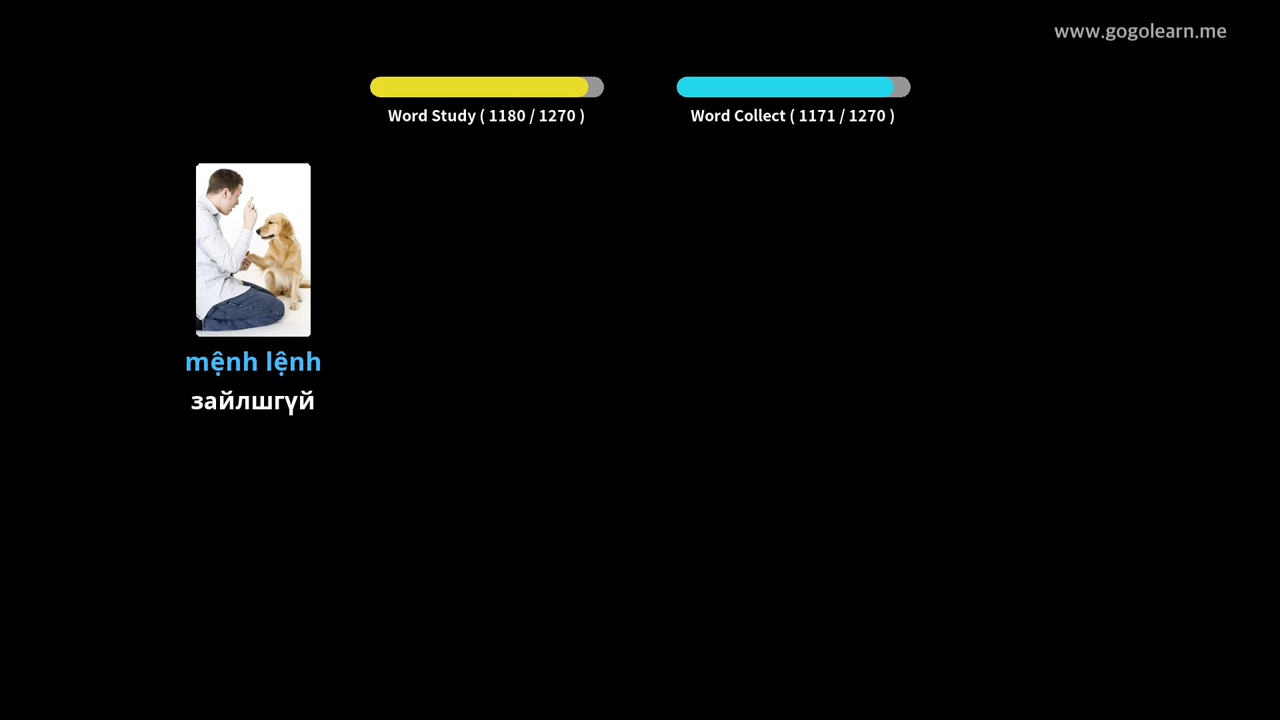 www.gogolearn.me
Word Study ( 1180 / 1270 )
Word Collect ( 1171 / 1270 )
mệnh lệnh
зайлшгүй